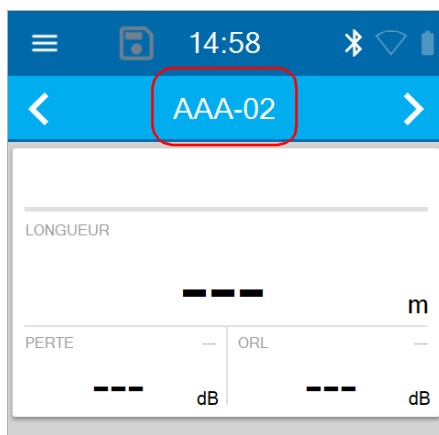 14:58
AAA-02
LONGUEUR
--- m
PERTE --- ORL ---
--- dB --- dB